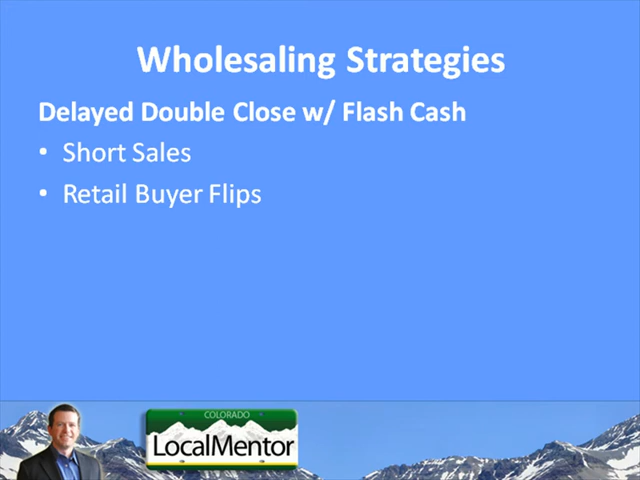 Wholesaling Strategies
Delayed Double Close w/ Flash Cash
• Short Sales
• Retail Buyer Flips
COLORADO
LocalMentor